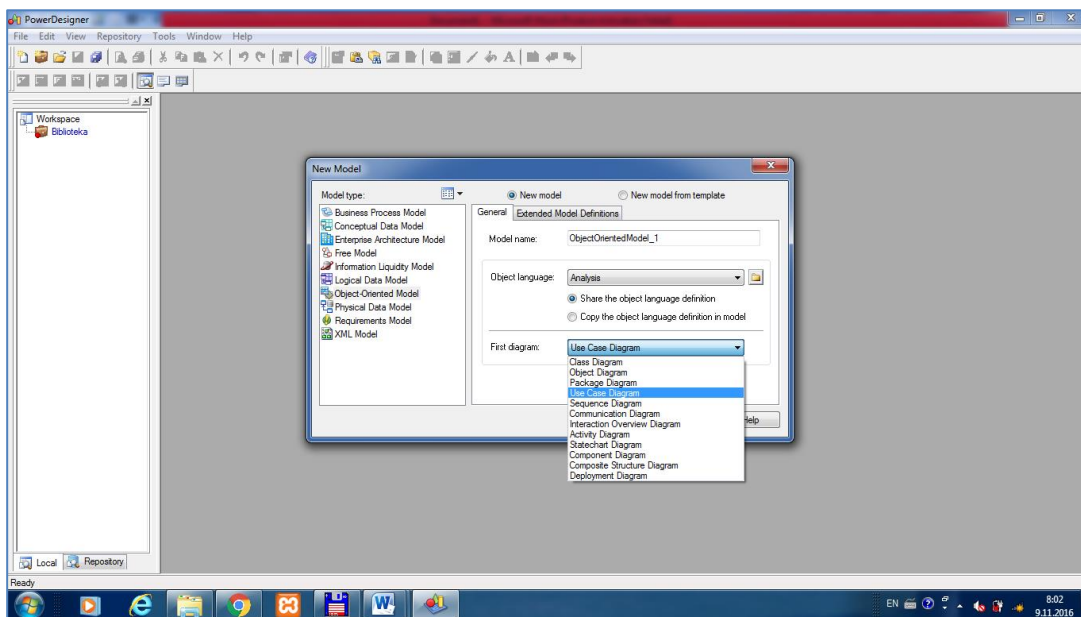 PowerDesigner
File Edit View Repository Tools Window Help
Workspace
Biblioteka
New Model
Model type:
New model
New model from template
Business Process Model
Conceptual Data Model
Enterprise Architecture Model
Free Model
Information Liquidity Model
Logical Data Model
Object-Oriented Model
Physical Data Model
Requirements Model
XML Model
General
Extended Model Definitions
Model name:
ObjectOrientedModel_1
Object language:
Analysis
Share the object language definition
Copy the object language definition in model
First diagram:
Use Case Diagram
Class Diagram
Object Diagram
Package Diagram
Use Case Diagram
Sequence Diagram
Communication Diagram
Interaction Overview Diagram
Activity Diagram
Statechart Diagram
Component Diagram
Composite Structure Diagram
Deployment Diagram
Help
Local
Repository
Ready
EN
8:02
9.11.2016